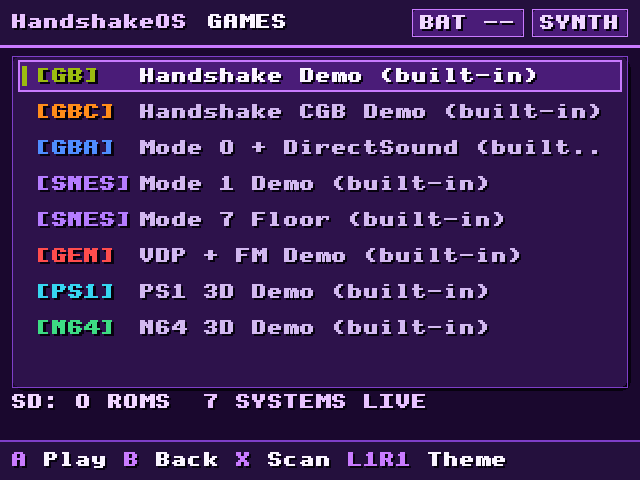 HandshakeOS GAMES BAT -- SYNTH
[GB] Handshake Demo (built-in)
[GBC] Handshake CGB Demo (built-in)
[GBA] Mode 0 + DirectSound (built..
[SNES] Mode 1 Demo (built-in)
[SNES] Mode 7 Floor (built-in)
[GEN] VDP + FM Demo (built-in)
[PS1] PS1 3D Demo (built-in)
[N64] N64 3D Demo (built-in)
SD: 0 ROMS 7 SYSTEMS LIVE
A Play B Back X Scan L1R1 Theme